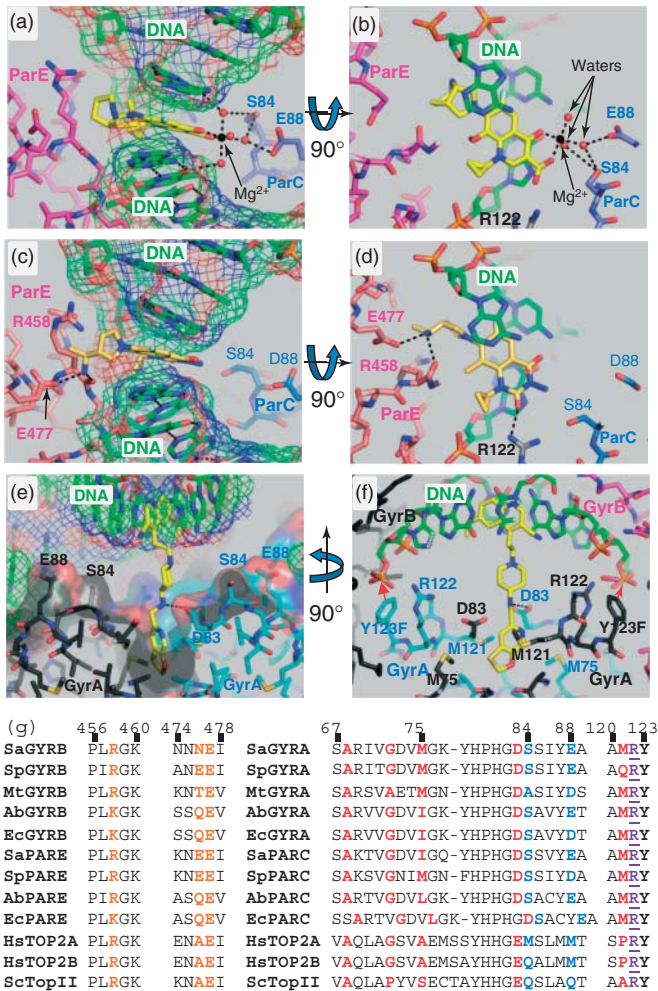 (a)
DNA
ParE
S84
E88
Mg2+
ParC
DNA
90°
(b)
DNA
ParE
Waters
E88
S84
Mg2+
ParC
R122
(c)
ParE
R458
S84
D88
ParC
E477
DNA
90°
(d)
DNA
E477
R458
D88
ParE
S84
ParC
R122
(e)
DNA
E88
S84
S84
E88
D83
GyrA
GyrA
90°
(f)
DNA
GyrB
GyrB
R122
D83
D83
R122
Y123F
M121
M121
Y123F
GyrA
M75
M75
GyrA
(g) 456 460 474 478 67 72 75 84 88 120 123
SaGYRB PLRGK NNNEI SaGYRA SARIVGDVMGK-YHPHGDSSIYEA AMRY
SpGYRB PIRGK ANEEI SpGYRA SARITGDVMGK-YHPHGDSSIYEA AQRY
MtGYRB PLRGK KNTEV MtGYRA SARSVAETMGN-YHPHGDASIYDS AMRY
AbGYRB PLKGK SSQEV AbGYRA SARVVGDVIGK-YHPHGDSAVYET AMRY
EcGYRB PLKGK SSQEV EcGYRA SARVVGDVIGK-YHPHGDSAVYDT AMRY
SaPARE PLRGK KNEEI SaPARC SAKTVGDVIGQ-YHPHGDSSVYEA AMRY
SpPARE PLRGK KNEEI SpPARC SAKSVGNIMGN-FHPHGDSSIYDA AMRY
AbPARE PLRGK ASQEV AbPARC SARTVGDVLGK-YHPHGDSACYEA AMRY
EcPARE PLKGK ASQEV EcPARC SSARTVGDVLGK-YHPHGDSACYEA AMRY
HsTOP2A PLRGK ENAEI HsTOP2A VAQLAGSVAEMSSYHHGEMSLMMT SPRY
HsTOP2B PLRGK ENAEI HsTOP2B VAQLAGSVAEMSAYHHGEQALMMT SPRY
ScTopII PLRGK KNAEI ScTopII VAQLAPYVSECTAYHHGEQSLAQT AARY